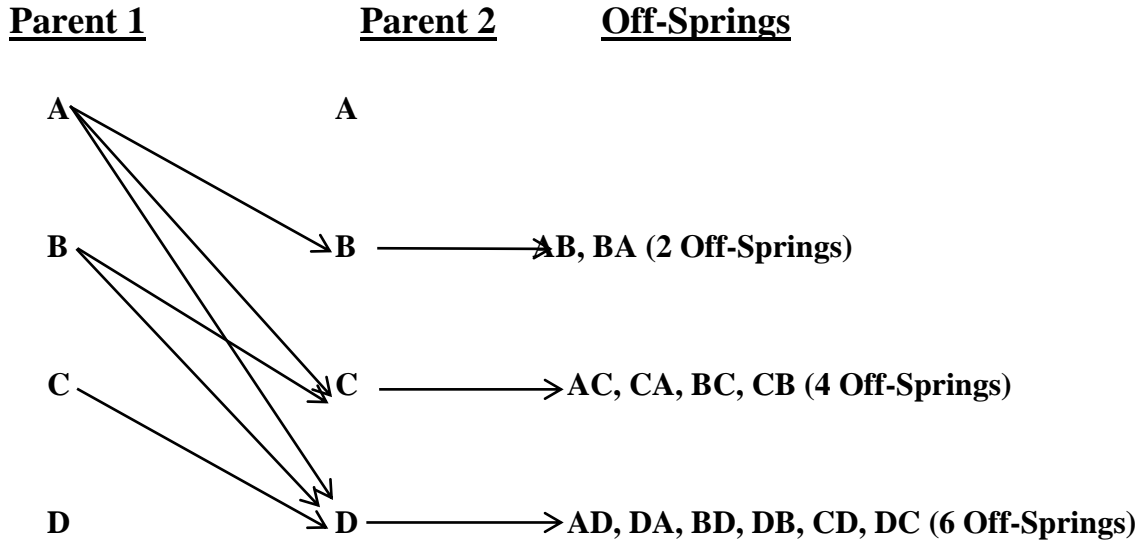 Parent 1 Parent 2 Off-Springs
A A
B B AB, BA (2 Off-Springs)
C C AC, CA, BC, CB (4 Off-Springs)
D D AD, DA, BD, DB, CD, DC (6 Off-Springs)